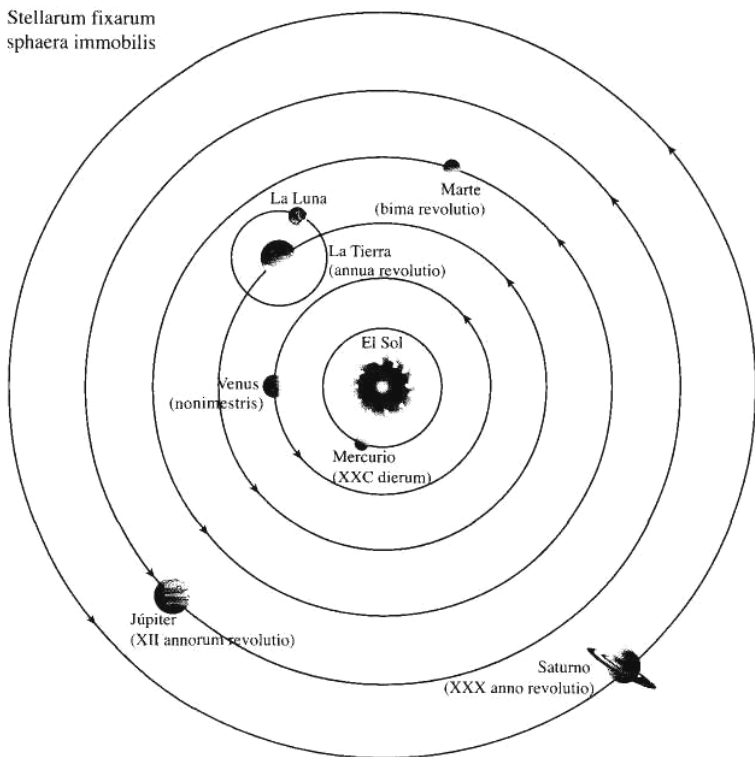 Stellarum fixarum
sphaera immobilis
Marte
(bima revolutio)
La Luna
La Tierra
(annua revolutio)
El Sol
Venus
(nonimestris)
Mercurio
(XXC dierum)
Júpiter
(XII annorum revolutio)
Saturno
(XXX anno revolutio)